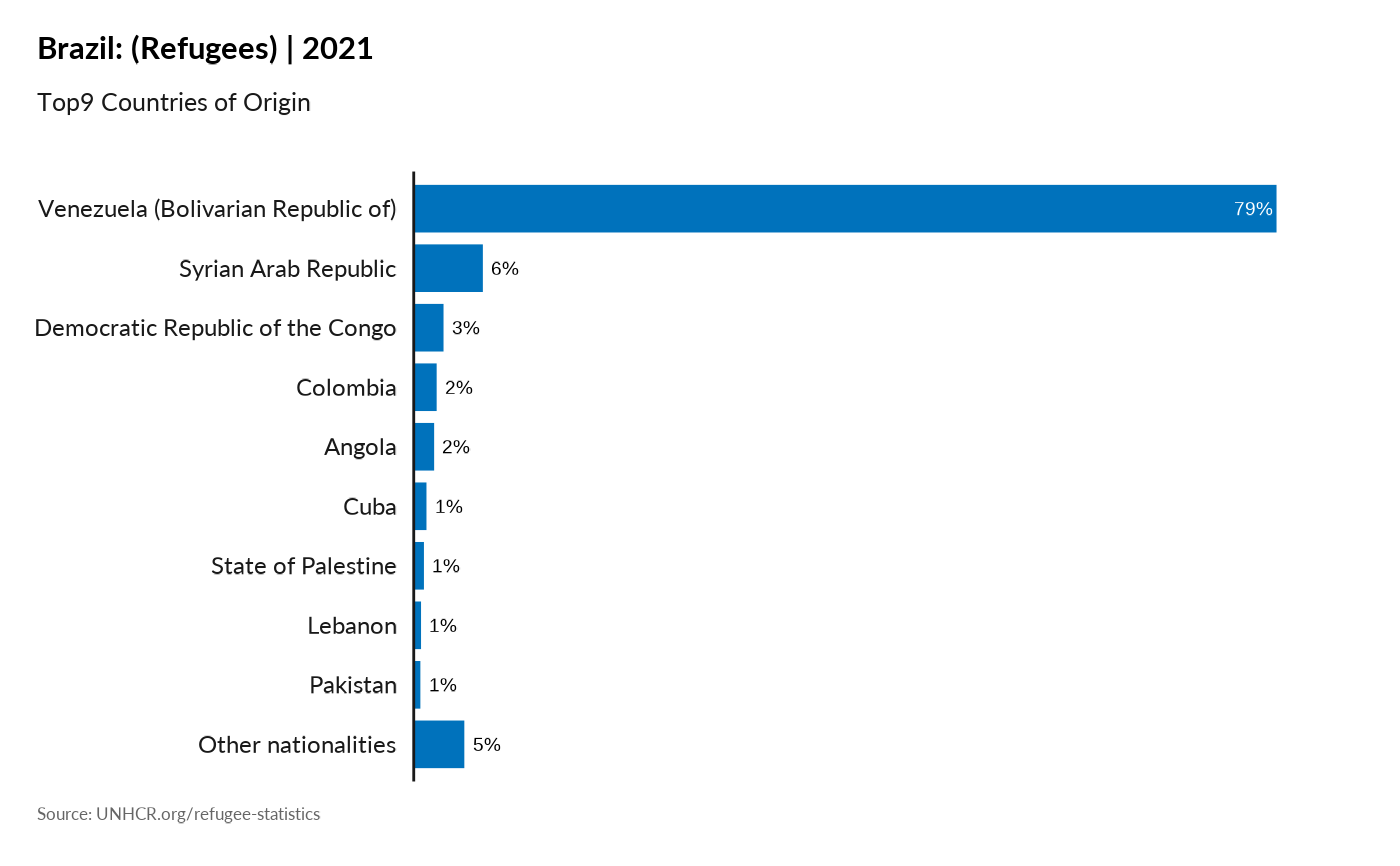 Brazil: (Refugees) | 2021
Top9 Countries of Origin
Venezuela (Bolivarian Republic of) 79%
Syrian Arab Republic 6%
Democratic Republic of the Congo 3%
Colombia 2%
Angola 2%
Cuba 1%
State of Palestine 1%
Lebanon 1%
Pakistan 1%
Other nationalities 5%
Source: UNHCR.org/refugee-statistics